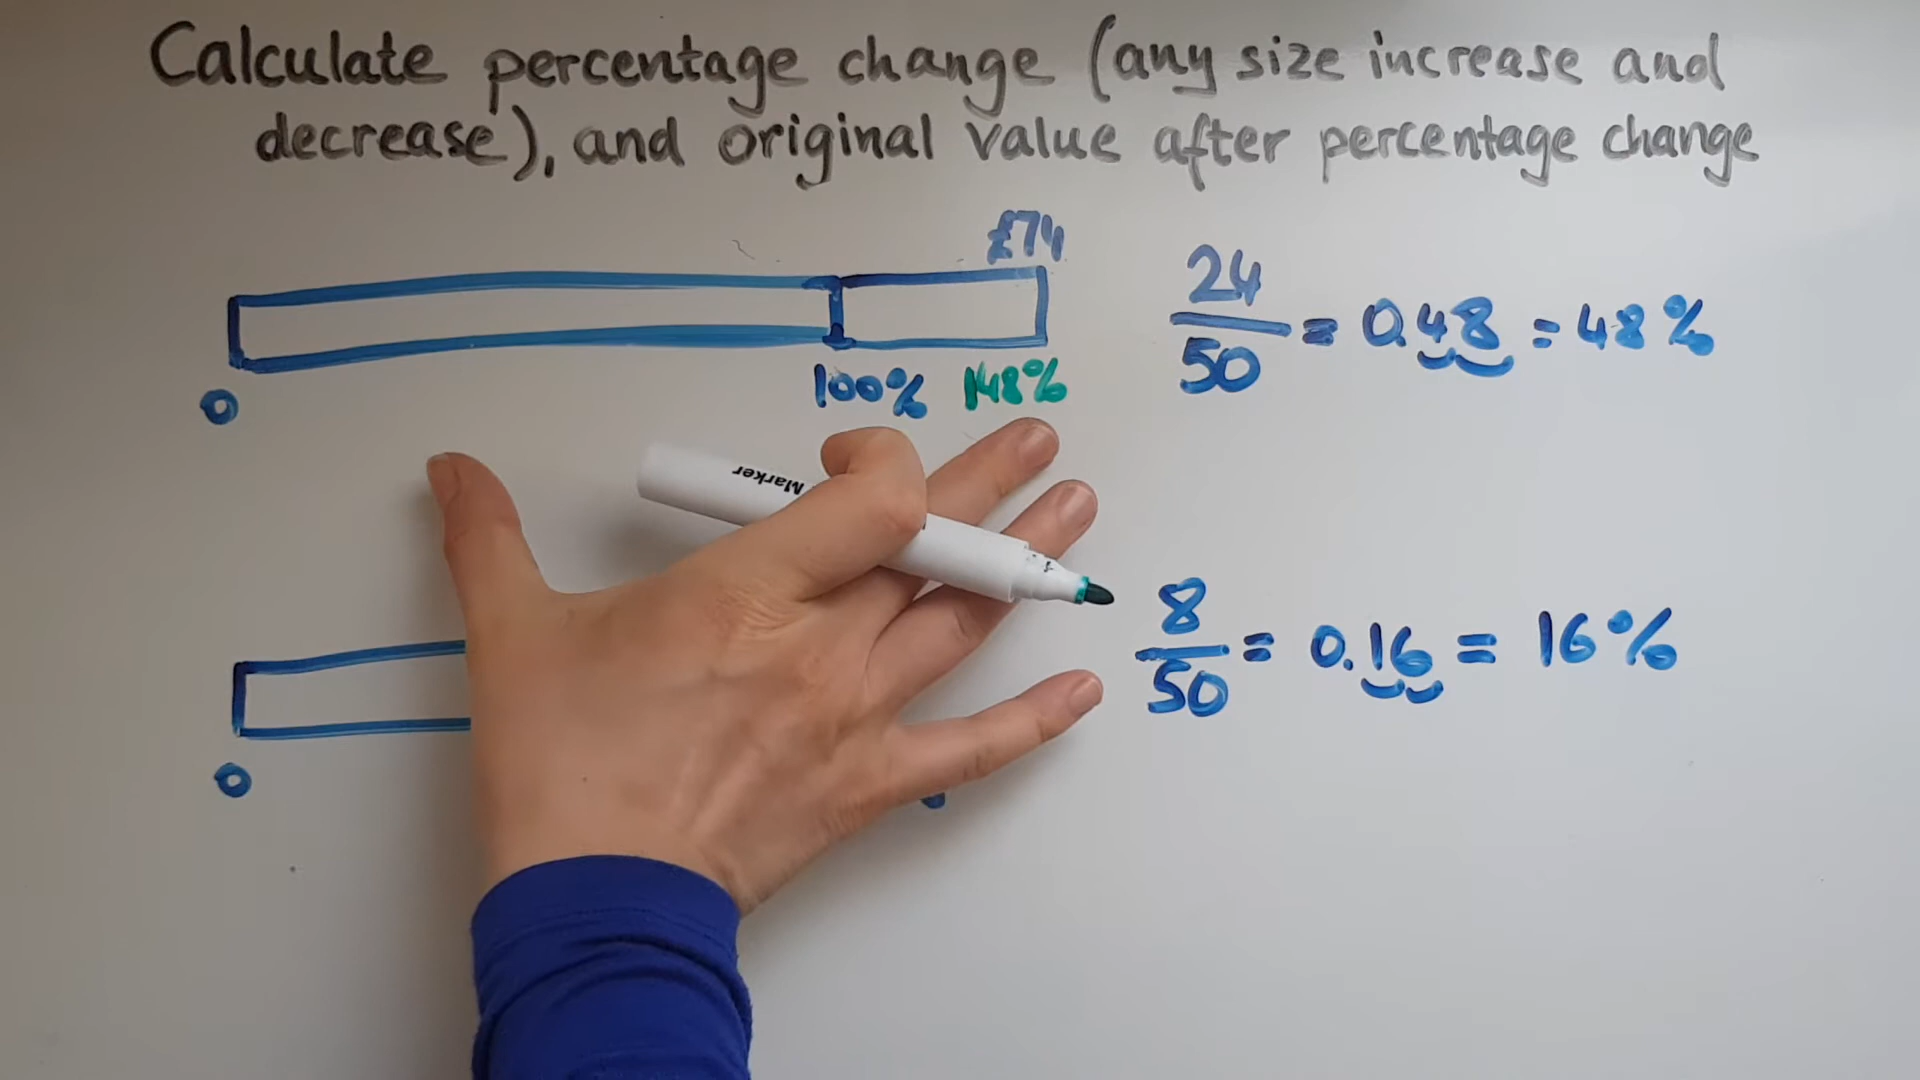 Calculate percentage change (any size increase and
decrease), and original value after percentage change
£74
0 100% 148%
24
50
= 0.48 = 48%
Marker
8
50
= 0.16 = 16%
0